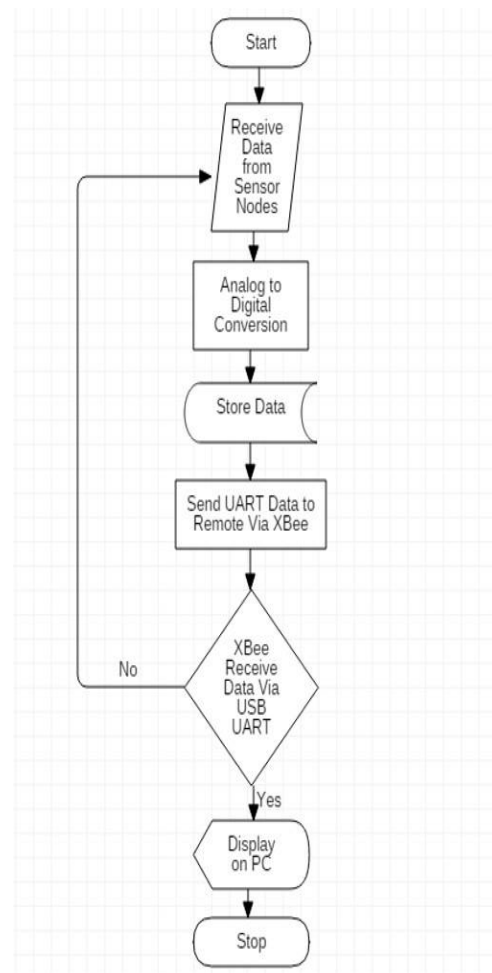 Start
Receive
Data
from
Sensor
Nodes
Analog to
Digital
Conversion
Store Data
Send UART Data to
Remote Via XBee
XBee
Receive
Data Via
USB
UART
No
Yes
Display
on PC
Stop